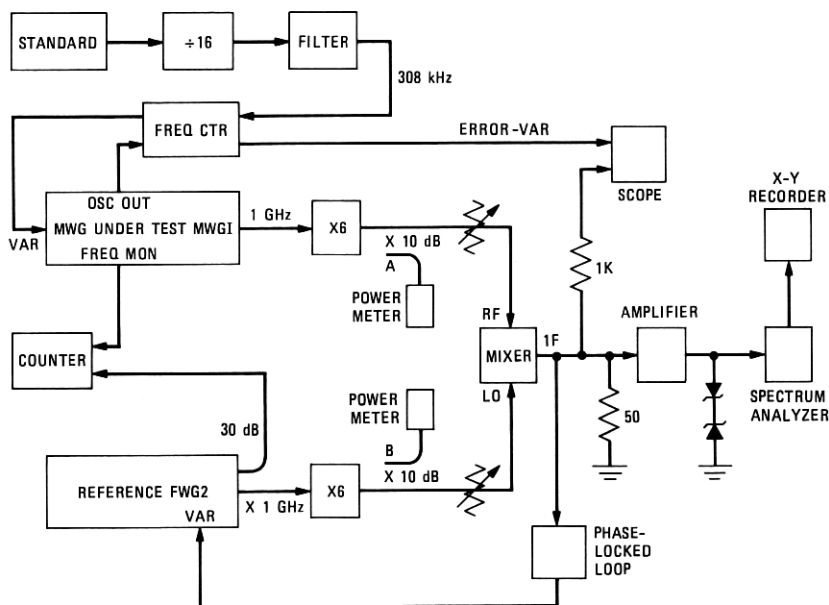 STANDARD
÷16
FILTER
308 kHz
FREQ CTR
ERROR-VAR
SCOPE
X-Y
RECORDER
OSC OUT
MWG UNDER TEST MWGI
FREQ MON
VAR
1 GHz
X6
X 10 dB
A
POWER
METER
1K
RF
1F
MIXER
LO
AMPLIFIER
SPECTRUM
ANALYZER
COUNTER
POWER
METER
50
30 dB
B
X 10 dB
REFERENCE FWG2
VAR
X 1 GHz
X6
PHASE-
LOCKED
LOOP